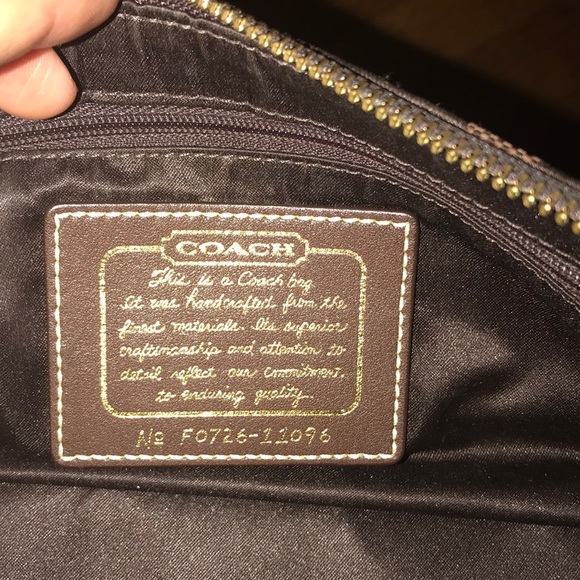 COACH
This is a Coach bag
It was handcrafted from the
finest materials. Its superior
craftsmanship and attention to
detail reflect our commitment
to enduring quality.
No F0726-11096